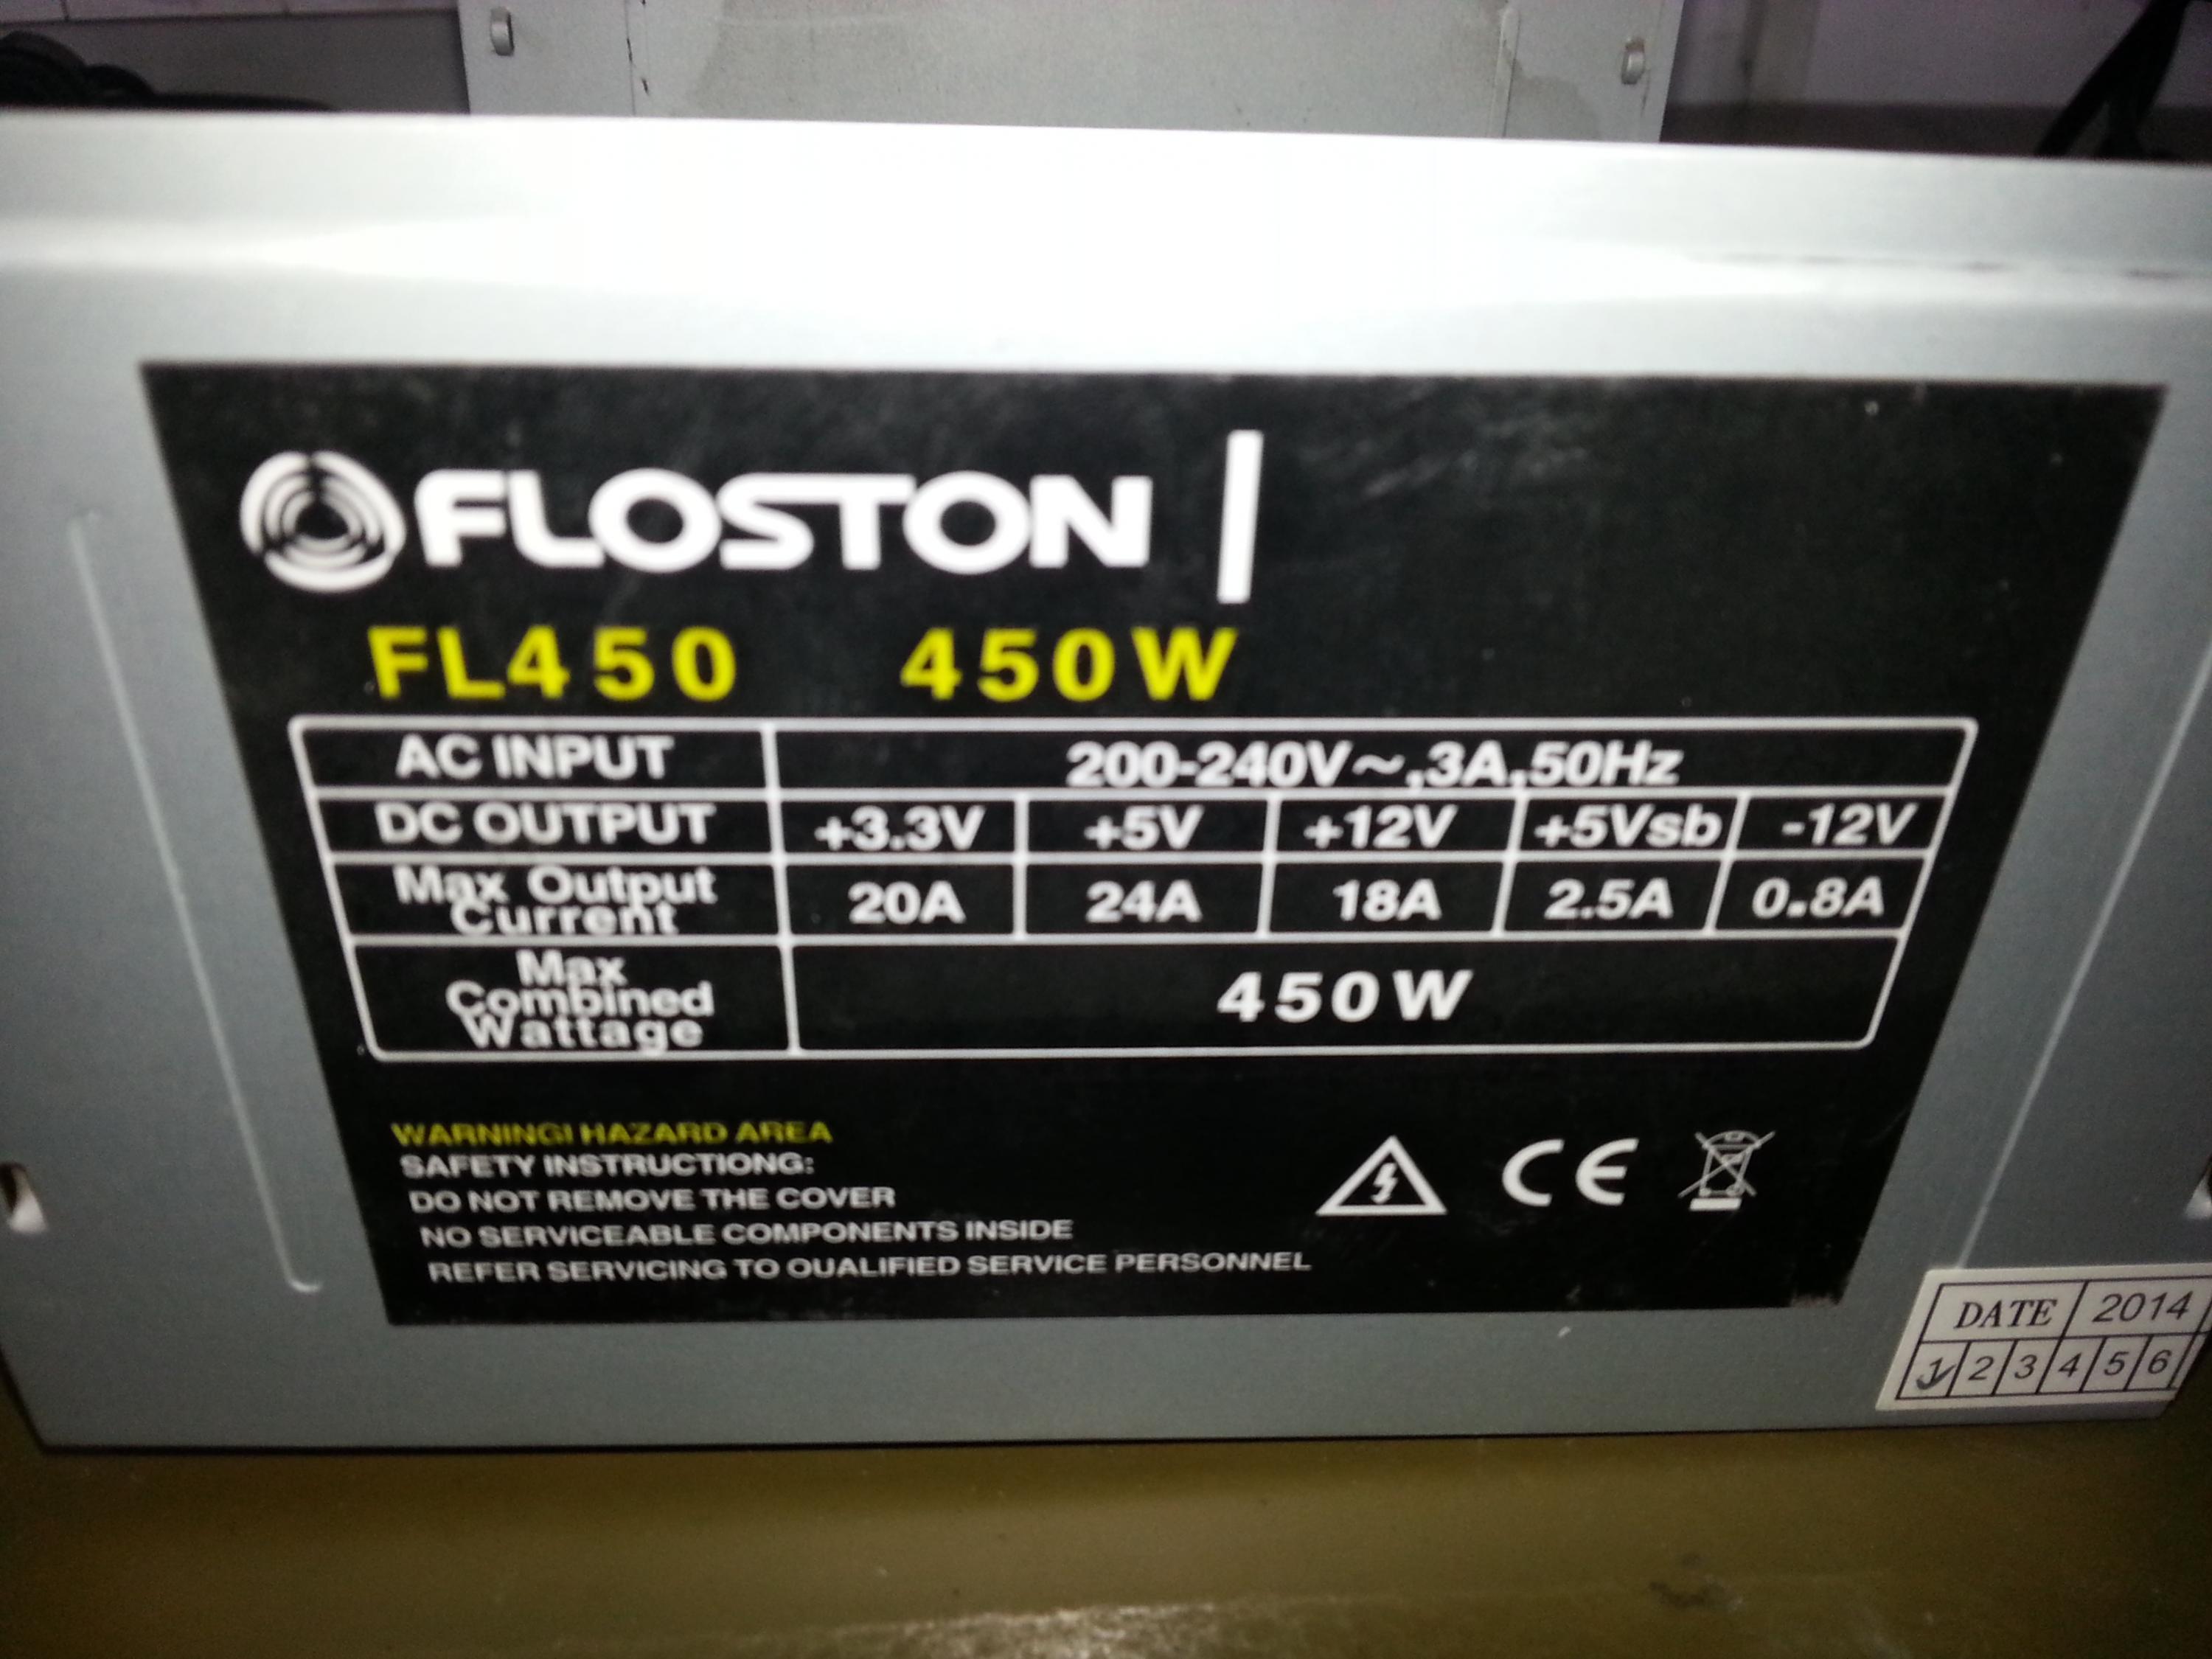 FLOSTON
FL450 450W
AC INPUT 200-240V~,3A,50Hz
DC OUTPUT +3.3V +5V +12V +5Vsb -12V
Max Output Current 20A 24A 18A 2.5A 0.8A
Max Combined Wattage 450W
WARNING! HAZARD AREA
SAFETY INSTRUCTIONG:
DO NOT REMOVE THE COVER
NO SERVICEABLE COMPONENTS INSIDE
REFER SERVICING TO QUALIFIED SERVICE PERSONNEL
CE
DATE 2014
1 2 3 4 5 6